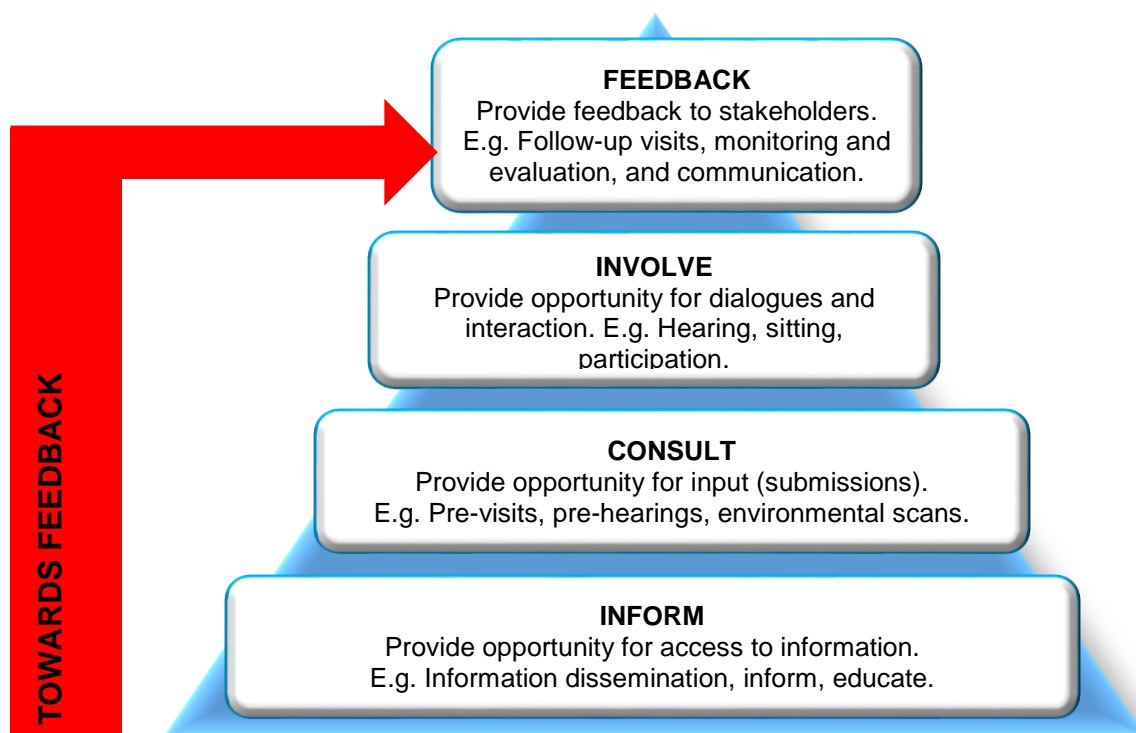 FEEDBACK
Provide feedback to stakeholders.
E.g. Follow-up visits, monitoring and
evaluation, and communication.
INVOLVE
Provide opportunity for dialogues and
interaction. E.g. Hearing, sitting,
participation.
CONSULT
Provide opportunity for input (submissions).
E.g. Pre-visits, pre-hearings, environmental scans.
INFORM
Provide opportunity for access to information.
E.g. Information dissemination, inform, educate.
TOWARDS FEEDBACK